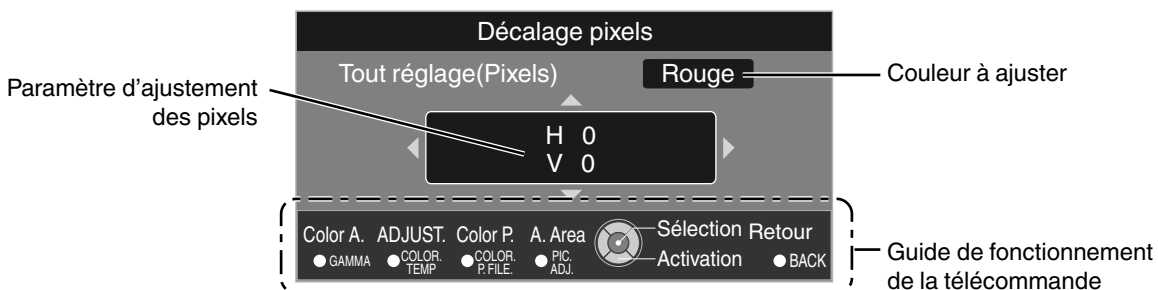 Décalage pixels
Tout réglage(Pixels) Rouge
Couleur à ajuster
Paramètre d'ajustement
des pixels
H 0
V 0
Color A. ADJUST. Color P. A. Area Sélection Retour
GAMMA COLOR. TEMP COLOR. P. FILE. PIC. ADJ. Activation BACK
Guide de fonctionnement
de la télécommande